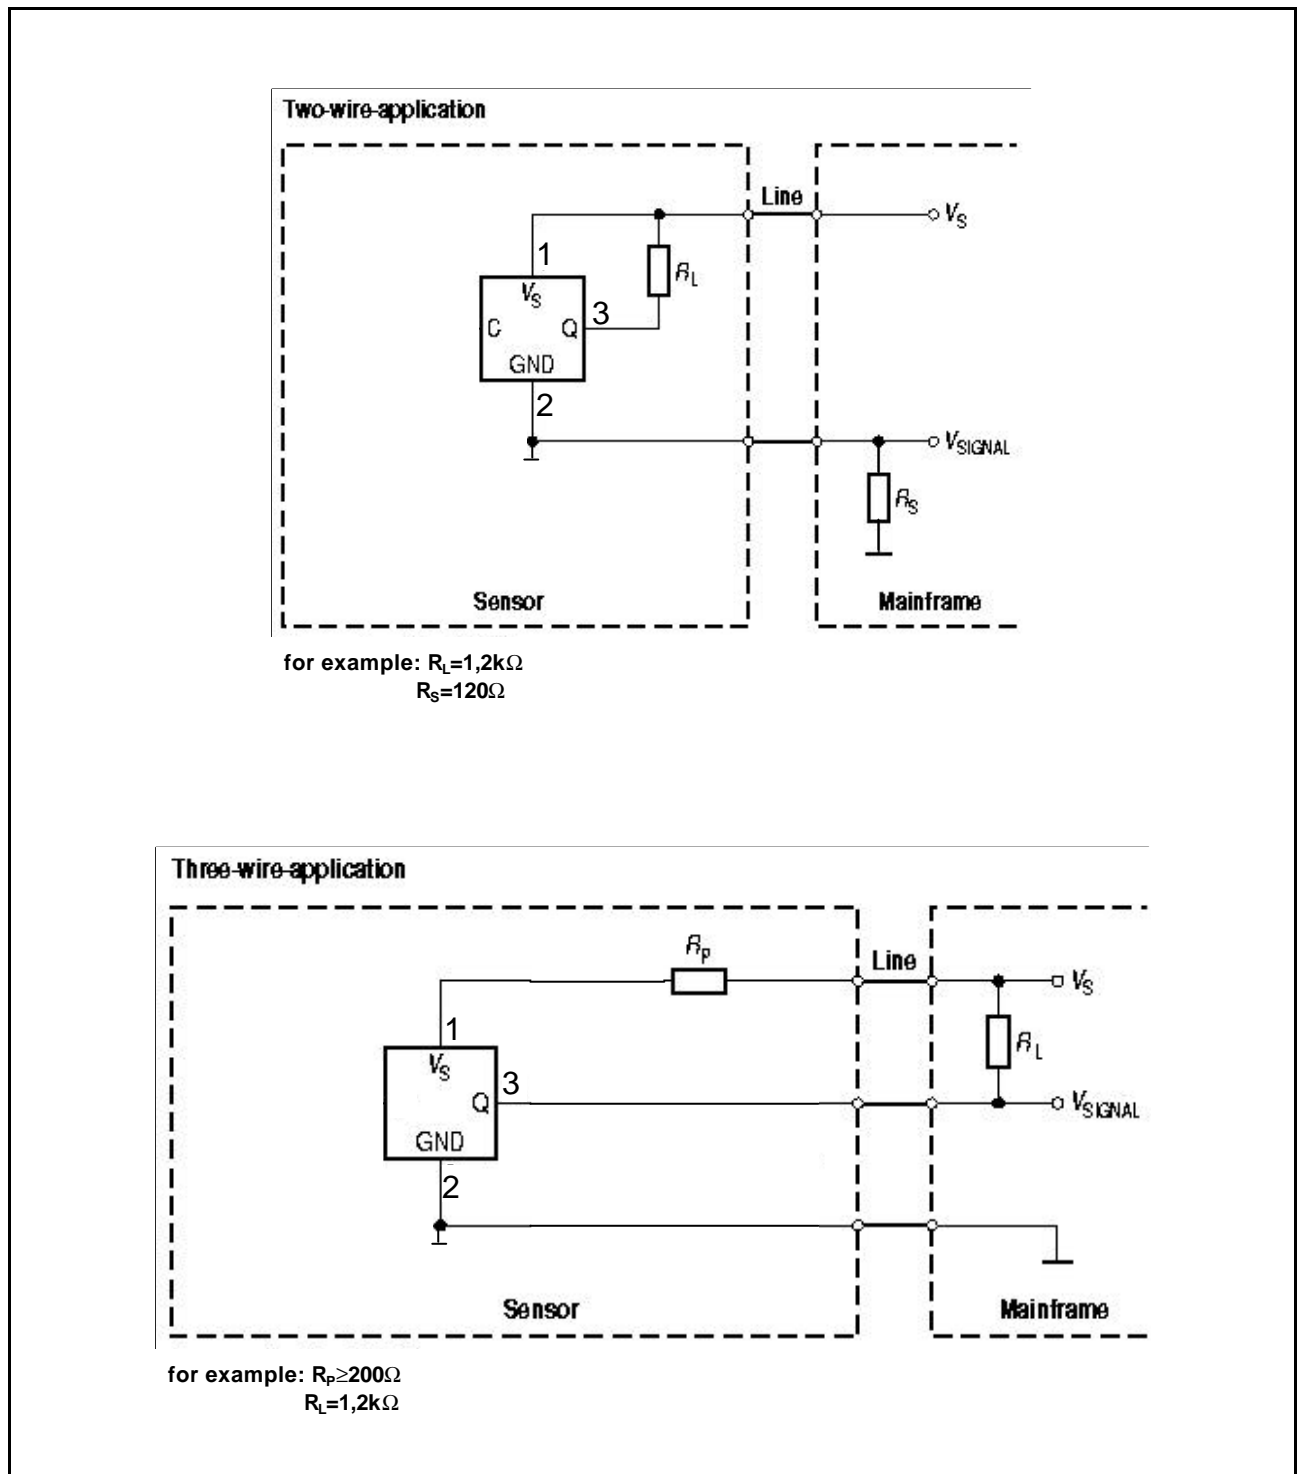 Two-wire-application
Line
V_S
1
R_L
V_S
3
C Q
GND
2
V_SIGNAL
R_S
Sensor
Mainframe
for example: R_L=1,2kΩ
R_S=120Ω
Three-wire-application
R_P
Line
V_S
1
R_L
V_S
3
Q
V_SIGNAL
GND
2
Sensor
Mainframe
for example: R_P≥200Ω
R_L=1,2kΩ